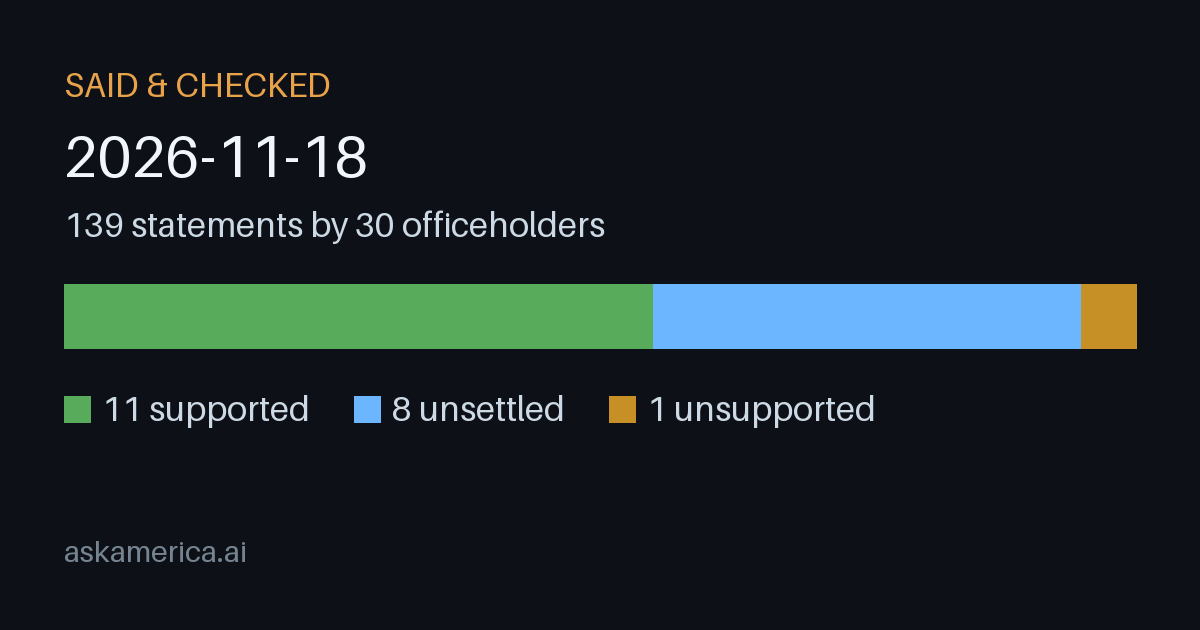 SAID & CHECKED
2026-11-18
139 statements by 30 officeholders
11 supported 8 unsettled 1 unsupported
askamerica.ai